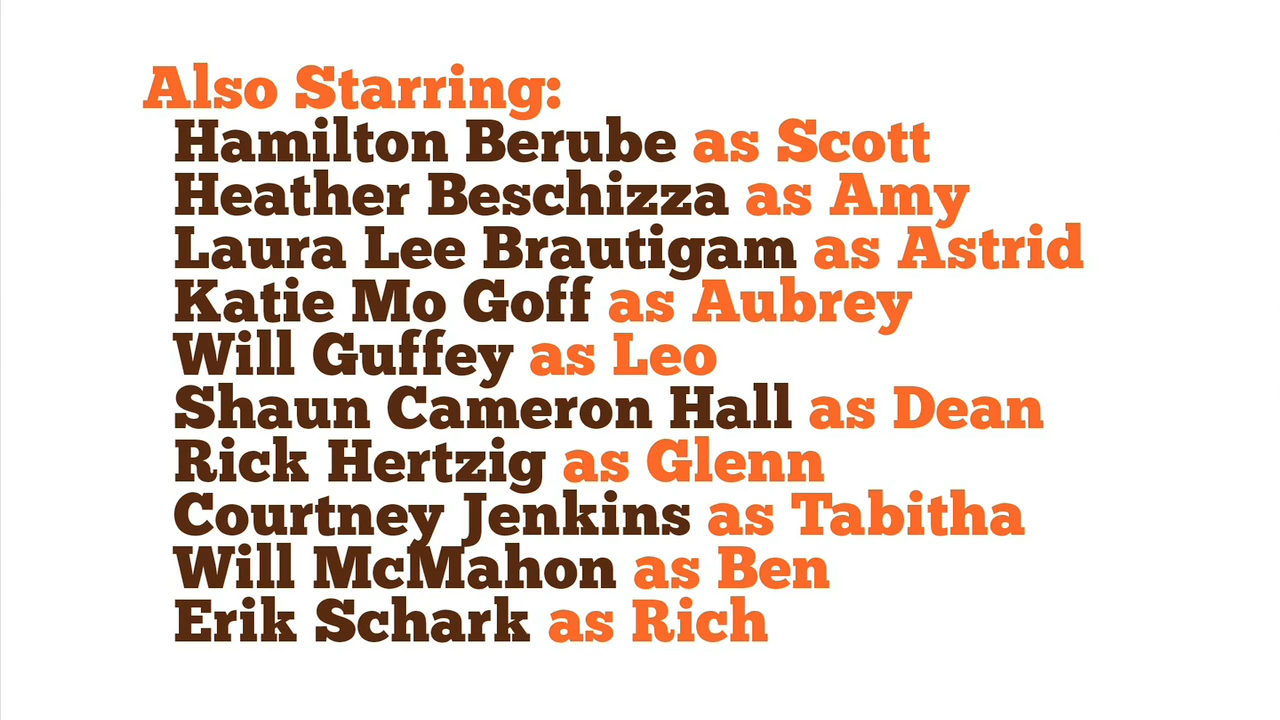 Also Starring:
Hamilton Berube as Scott
Heather Beschizza as Amy
Laura Lee Brautigam as Astrid
Katie Mo Goff as Aubrey
Will Guffey as Leo
Shaun Cameron Hall as Dean
Rick Hertzig as Glenn
Courtney Jenkins as Tabitha
Will McMahon as Ben
Erik Schark as Rich